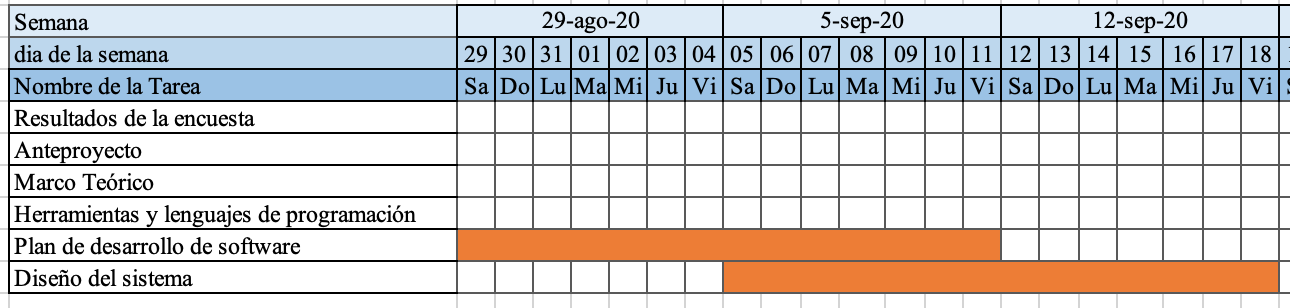 Semana 29-ago-20 5-sep-20 12-sep-20
dia de la semana 29 30 31 01 02 03 04 05 06 07 08 09 10 11 12 13 14 15 16 17 18
Nombre de la Tarea Sa Do Lu Ma Mi Ju Vi Sa Do Lu Ma Mi Ju Vi Sa Do Lu Ma Mi Ju Vi
Resultados de la encuesta
Anteproyecto
Marco Teórico
Herramientas y lenguajes de programación
Plan de desarrollo de software
Diseño del sistema